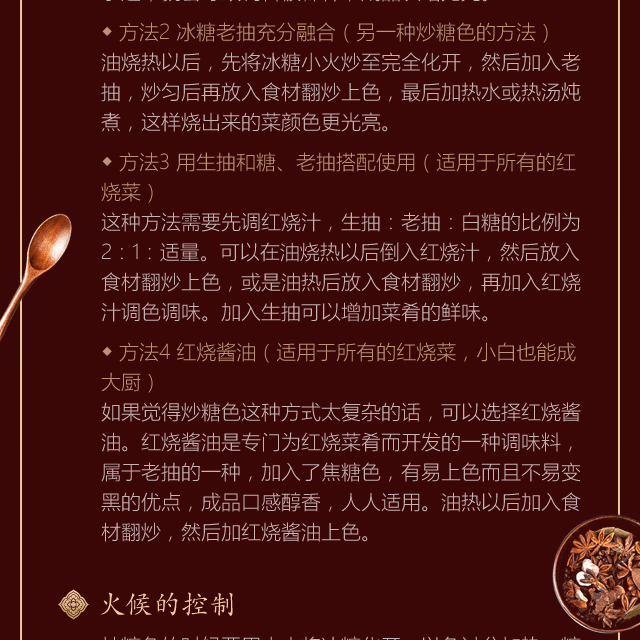 ◆ 方法2 冰糖老抽充分融合（另一种炒糖色的方法）
油烧热以后，先将冰糖小火炒至完全化开，然后加入老
抽，炒匀后再放入食材翻炒上色，最后加热水或热汤炖
煮，这样烧出来的菜颜色更光亮。
◆ 方法3 用生抽和糖、老抽搭配使用（适用于所有的红
烧菜）
这种方法需要先调红烧汁，生抽：老抽：白糖的比例为
2：1：适量。可以在油烧热以后倒入红烧汁，然后放入
食材翻炒上色，或是油热后放入食材翻炒，再加入红烧
汁调色调味。加入生抽可以增加菜肴的鲜味。
◆ 方法4 红烧酱油（适用于所有的红烧菜，小白也能成
大厨）
如果觉得炒糖色这种方式太复杂的话，可以选择红烧酱
油。红烧酱油是专门为红烧菜肴而开发的一种调味料，
属于老抽的一种，加入了焦糖色，有易上色而且不易变
黑的优点，成品口感醇香，人人适用。油热以后加入食
材翻炒，然后加红烧酱油上色。
火候的控制